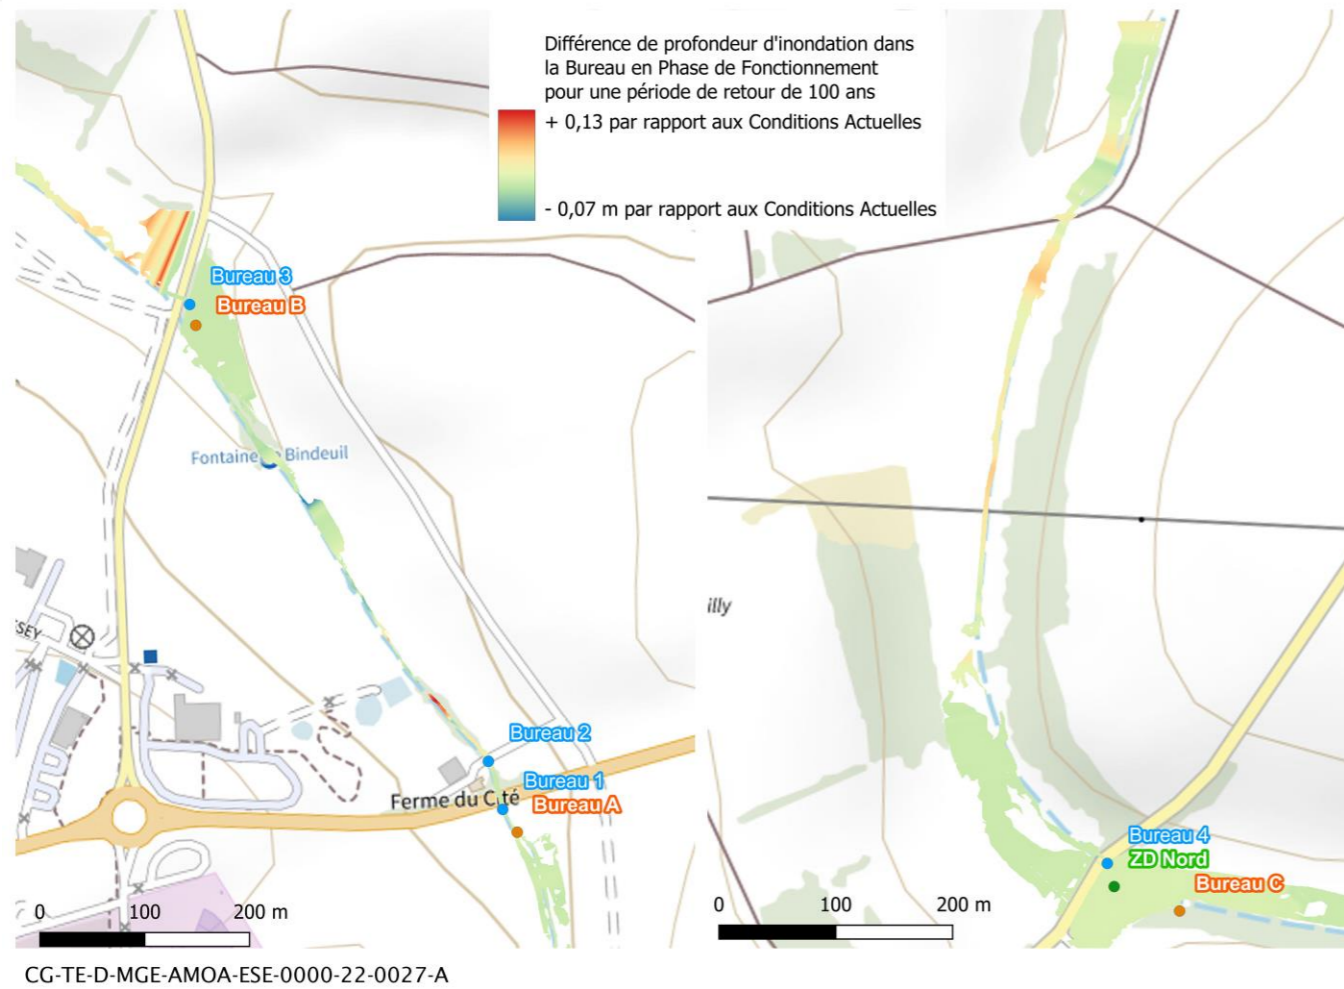 Différence de profondeur d'inondation dans
la Bureau en Phase de Fonctionnement
pour une période de retour de 100 ans
+ 0,13 par rapport aux Conditions Actuelles
- 0,07 m par rapport aux Conditions Actuelles
Bureau 3
Bureau B
Bindeuil
illy
SEY
Bureau 2
Bureau 1
Ferme du Cité
Bureau A
Bureau 4
ZD Nord
Bureau C
0 100 200 m
0 100 200 m
CG-TE-D-MGE-AMOA-ESE-0000-22-0027-A